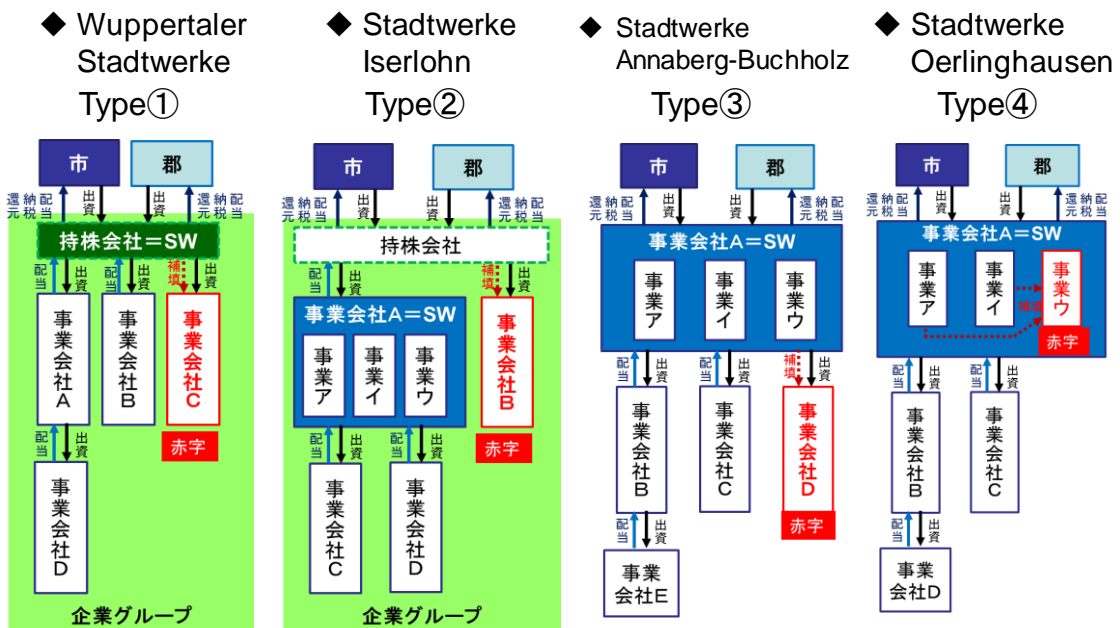 ◆ Wuppertaler
Stadtwerke
Type①
市
郡
還元
納税
配当
出資
出資
還元
納税
配当
持株会社＝SW
配当
出資
配当
出資
補填
出資
事業会社A
事業会社B
事業会社C
赤字
配当
出資
事業会社D
企業グループ
◆ Stadtwerke
Iserlohn
Type②
市
郡
還元
納税
配当
出資
出資
還元
納税
配当
持株会社
配当
出資
補填
出資
事業会社A＝SW
事業ア
事業イ
事業ウ
事業会社B
赤字
配当
出資
配当
出資
事業会社C
事業会社D
企業グループ
◆ Stadtwerke
Annaberg-Buchholz
Type③
市
郡
還元
納税
配当
出資
出資
還元
納税
配当
事業会社A＝SW
事業ア
事業イ
事業ウ
配当
出資
配当
出資
補填
出資
事業会社B
事業会社C
事業会社D
赤字
配当
出資
事業
会社E
◆ Stadtwerke
Oerlinghausen
Type④
市
郡
還元
納税
配当
出資
出資
還元
納税
配当
事業会社A＝SW
事業ア
事業イ
事業ウ
補填
赤字
配当
出資
配当
出資
事業会社B
事業会社C
配当
出資
事業
会社D